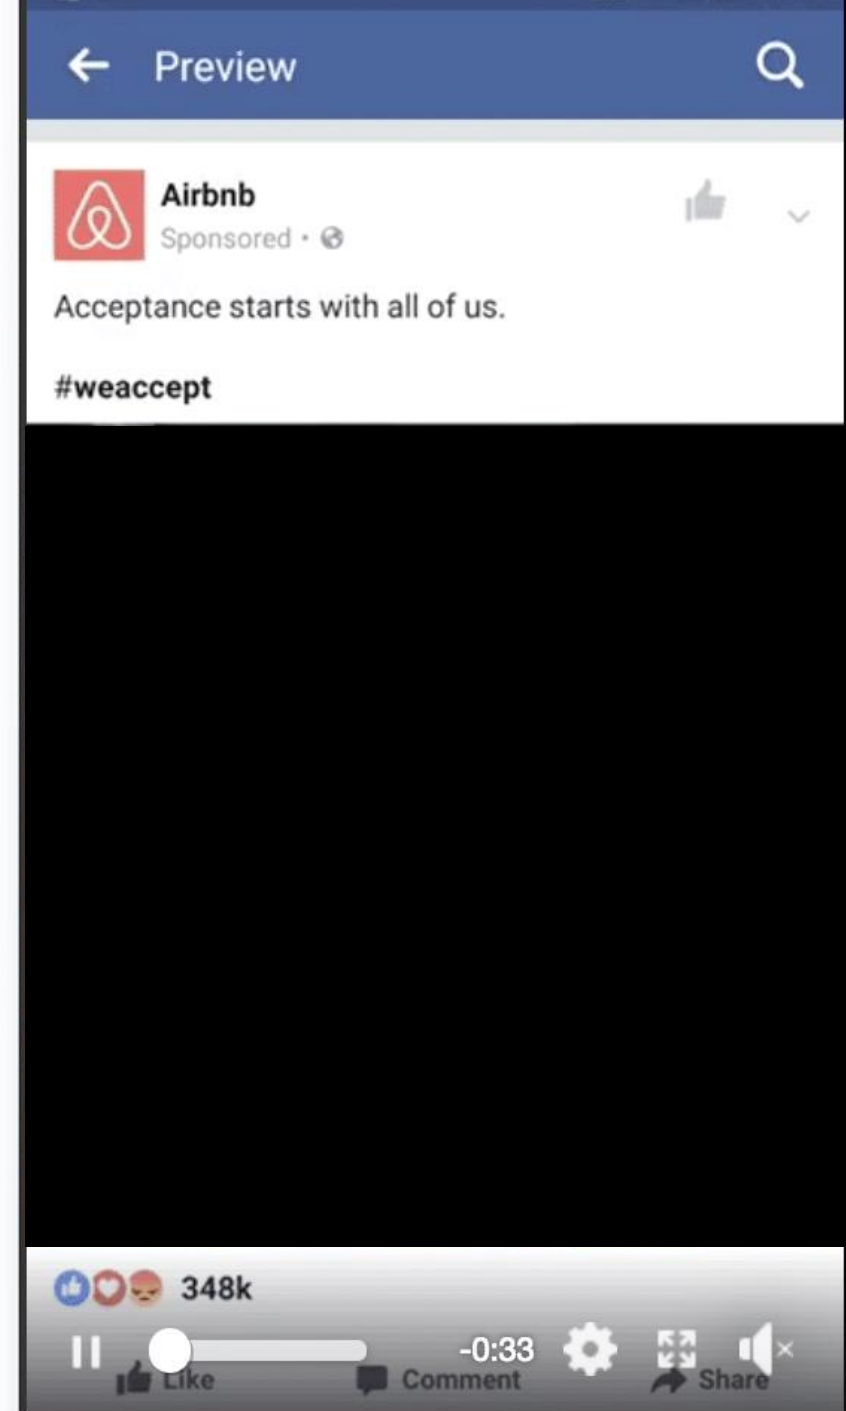 Preview
Airbnb
Sponsored ·
Acceptance starts with all of us.
#weaccept
348k
-0:33
Like Comment Share